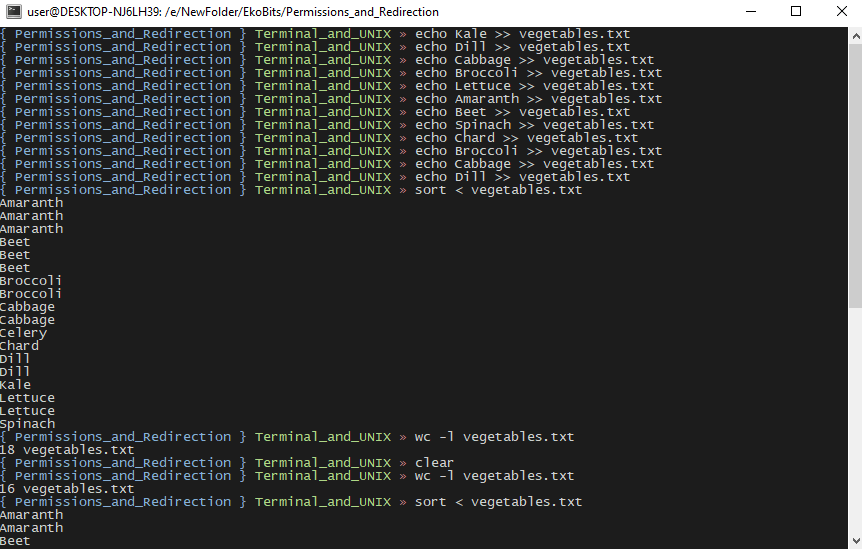 user@DESKTOP-NJ6LH39: /e/NewFolder/EkoBits/Permissions_and_Redirection
{ Permissions_and_Redirection } Terminal_and_UNIX » echo Kale >> vegetables.txt
{ Permissions_and_Redirection } Terminal_and_UNIX » echo Dill >> vegetables.txt
{ Permissions_and_Redirection } Terminal_and_UNIX » echo Cabbage >> vegetables.txt
{ Permissions_and_Redirection } Terminal_and_UNIX » echo Broccoli >> vegetables.txt
{ Permissions_and_Redirection } Terminal_and_UNIX » echo Lettuce >> vegetables.txt
{ Permissions_and_Redirection } Terminal_and_UNIX » echo Amaranth >> vegetables.txt
{ Permissions_and_Redirection } Terminal_and_UNIX » echo Beet >> vegetables.txt
{ Permissions_and_Redirection } Terminal_and_UNIX » echo Spinach >> vegetables.txt
{ Permissions_and_Redirection } Terminal_and_UNIX » echo Chard >> vegetables.txt
{ Permissions_and_Redirection } Terminal_and_UNIX » echo Broccoli >> vegetables.txt
{ Permissions_and_Redirection } Terminal_and_UNIX » echo Cabbage >> vegetables.txt
{ Permissions_and_Redirection } Terminal_and_UNIX » echo Dill >> vegetables.txt
{ Permissions_and_Redirection } Terminal_and_UNIX » sort < vegetables.txt
Amaranth
Amaranth
Amaranth
Beet
Beet
Beet
Broccoli
Broccoli
Cabbage
Cabbage
Celery
Chard
Dill
Dill
Kale
Lettuce
Lettuce
Spinach
{ Permissions_and_Redirection } Terminal_and_UNIX » wc -l vegetables.txt
18 vegetables.txt
{ Permissions_and_Redirection } Terminal_and_UNIX » clear
{ Permissions_and_Redirection } Terminal_and_UNIX » wc -l vegetables.txt
16 vegetables.txt
{ Permissions_and_Redirection } Terminal_and_UNIX » sort < vegetables.txt
Amaranth
Amaranth
Beet